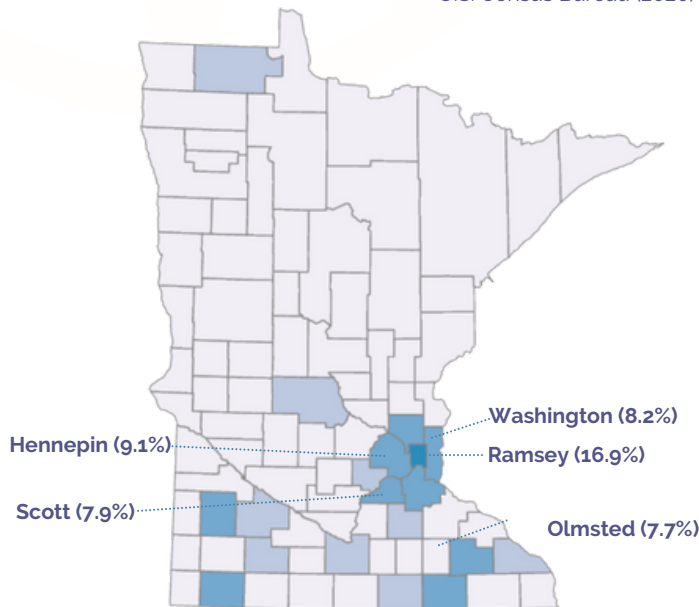 Washington (8.2%)
Hennepin (9.1%)
Ramsey (16.9%)
Scott (7.9%)
Olmsted (7.7%)